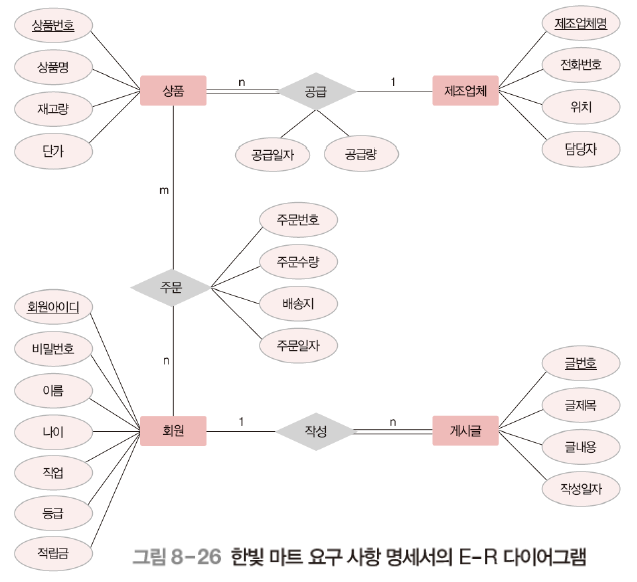 상품번호
상품명
재고량
단가
상품
n
공급
1
제조업체
제조업체명
전화번호
위치
담당자
공급일자
공급량
m
주문
주문번호
주문수량
배송지
주문일자
n
회원아이디
비밀번호
이름
나이
직업
등급
적립금
회원
1
작성
n
게시글
글번호
글제목
글내용
작성일자
그림 8-26 한빛 마트 요구 사항 명세서의 E-R 다이어그램